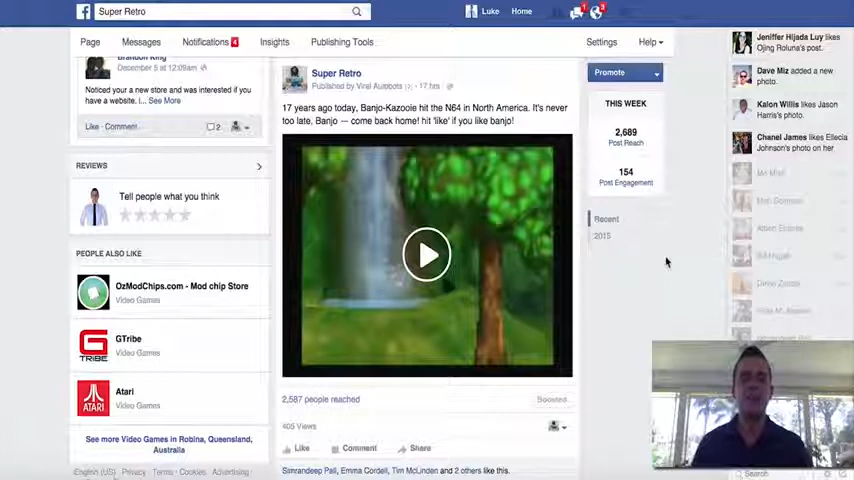 Super Retro
Luke Home
1 3
Page Messages Notifications 4 Insights Publishing Tools Settings Help
December 5 at 12:09am
Noticed your a new store and was interested if you
have a website, I... See More
Like · Comment
2
REVIEWS
Tell people what you think
PEOPLE ALSO LIKE
OzModChips.com - Mod chip Store
Video Games
GTribe
Video Games
G
TRIBE
Atari
Video Games
ATARI
See more Video Games in Robina, Queensland,
Australia
English (US) · Privacy · Terms · Cookies · Advertising ·
Super Retro
Published by Viral Autobots · 17 hrs ·
17 years ago today, Banjo-Kazooie hit the N64 in North America. It's never
too late, Banjo — come back home! hit 'like' if you like banjo!
2,587 people reached
Boosted
405 Views
Like Comment Share
Simrandeep Pall, Emma Cordell, Tim McLinden and 2 others like this.
Promote
THIS WEEK
2,689
Post Reach
154
Post Engagement
Recent
2015
Jeniffer Hijada Luy likes
Ojing Roluna's post.
Dave Miz added a new
photo.
Kalon Willis likes Jason
Harris's photo.
Chanel James likes Ellecia
Johnson's photo on her
Search